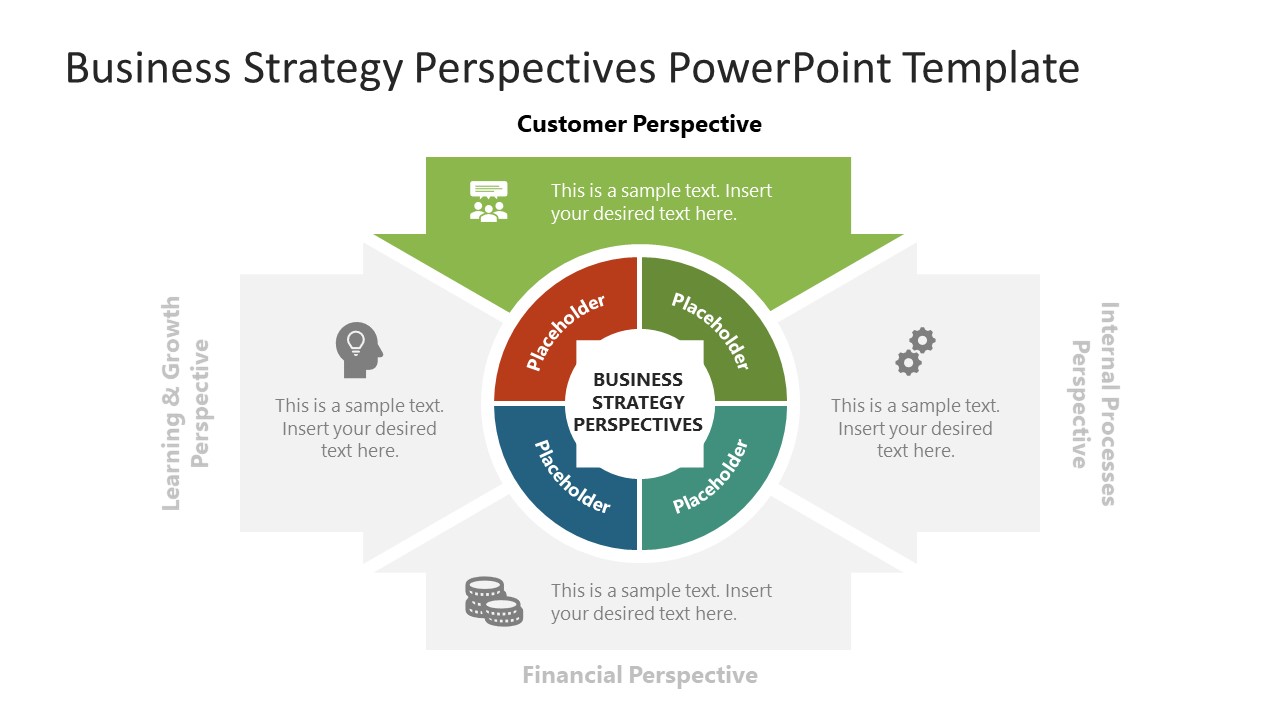 Business Strategy Perspectives PowerPoint Template
Customer Perspective
This is a sample text. Insert
your desired text here.
Learning & Growth
Perspective
This is a sample text.
Insert your desired
text here.
Placeholder
Placeholder
BUSINESS
STRATEGY
PERSPECTIVES
Placeholder
Placeholder
This is a sample text.
Insert your desired
text here.
Internal Processes
Perspective
This is a sample text. Insert
your desired text here.
Financial Perspective